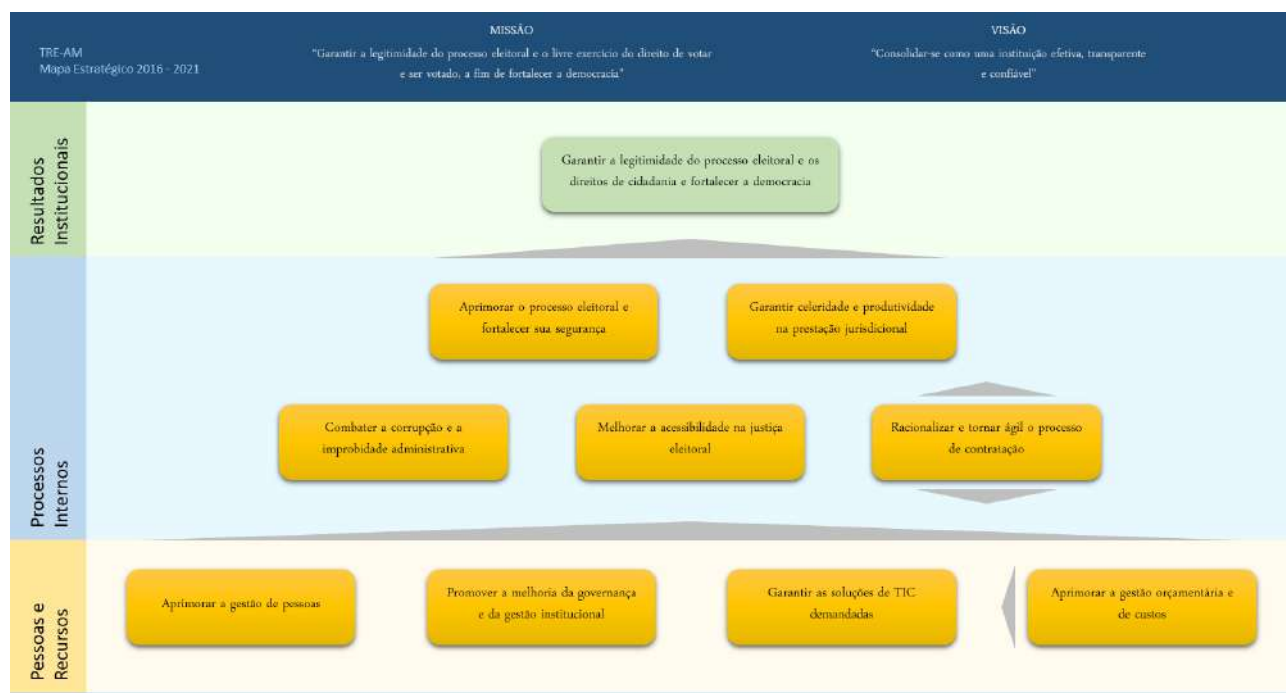 TRE-AM
Mapa Estratégico 2016 - 2021
MISSÃO
"Garantir a legitimidade do processo eleitoral e o livre exercício do direito de votar
e ser votado, a fim de fortalecer a democracia"
VISÃO
"Consolidar-se como uma instituição efetiva, transparente
e confiável"
Resultados
Institucionais
Garantir a legitimidade do processo eleitoral e os
direitos de cidadania e fortalecer a democracia
Processos
Internos
Aprimorar o processo eleitoral e
fortalecer sua segurança
Garantir celeridade e produtividade
na prestação jurisdicional
Combater a corrupção e a
improbidade administrativa
Melhorar a acessibilidade na justiça
eleitoral
Racionalizar e tornar ágil o processo
de contratação
Pessoas e
Recursos
Aprimorar a gestão de pessoas
Promover a melhoria da governança
e da gestão institucional
Garantir as soluções de TIC
demandadas
Aprimorar a gestão orçamentária e
de custos